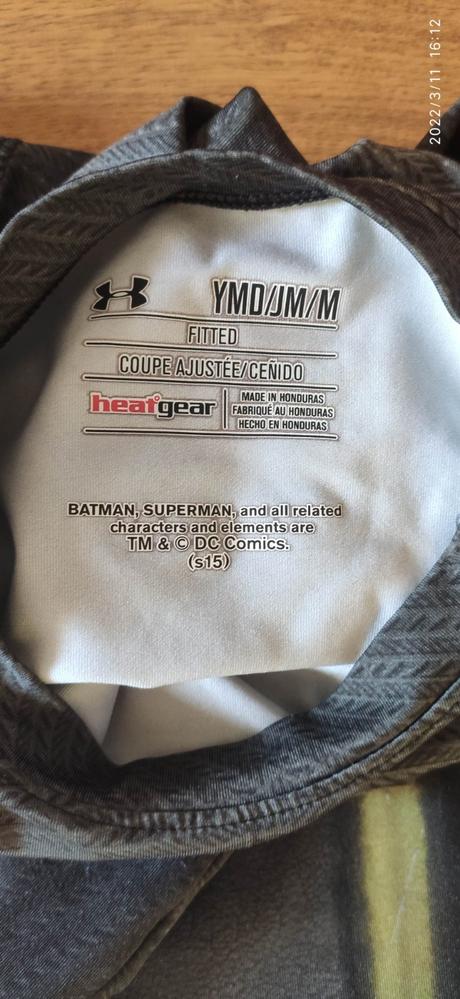 2022/3/11 16:12
YMD/JM/M
FITTED
COUPE AJUSTÉE/CEÑIDO
heatgear
MADE IN HONDURAS
FABRIQUÉ AU HONDURAS
HECHO EN HONDURAS
BATMAN, SUPERMAN, and all related
characters and elements are
TM & © DC Comics.
(s15)